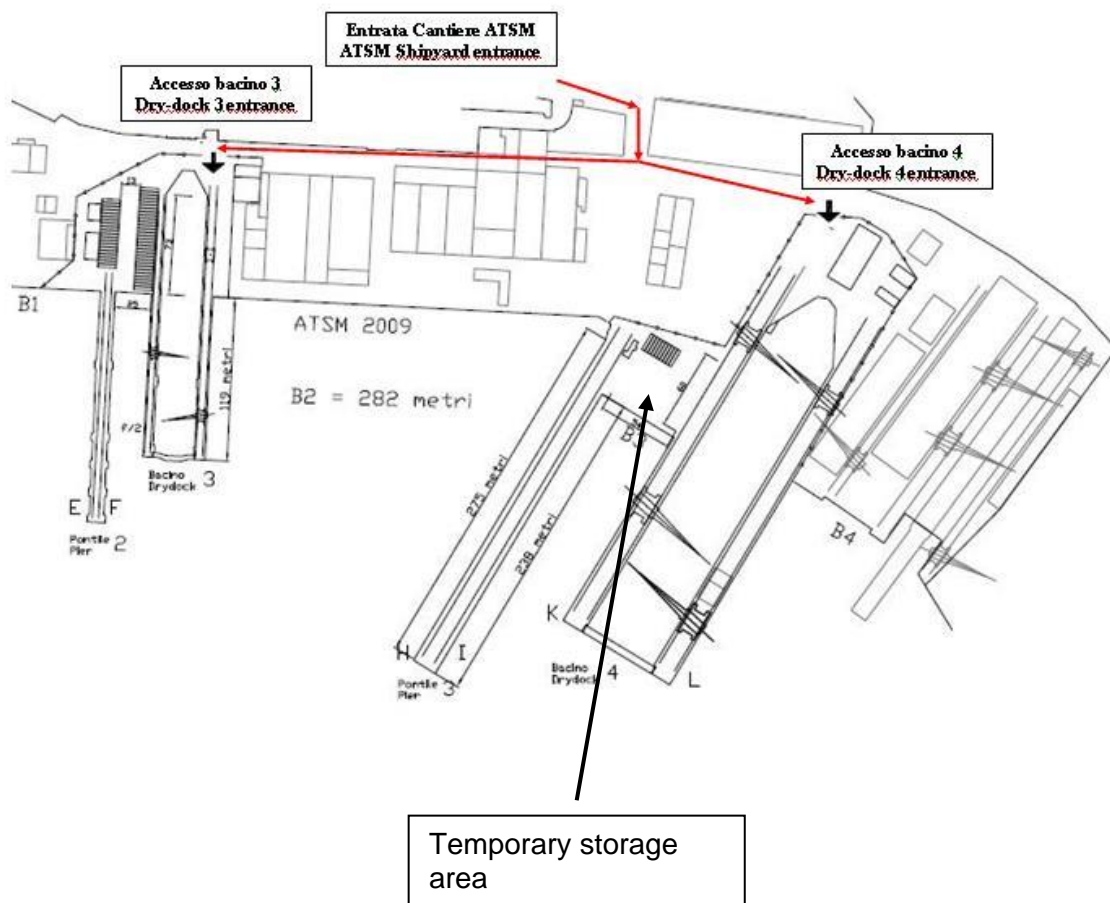 Entrata Cantiere ATSM
ATSM Shipyard entrance
Accesso bacino 3
Dry-dock 3 entrance
Accesso bacino 4
Dry-dock 4 entrance
B1
ATSM 2009
B2 = 282 metri
119 metri
F/2
Bacino
Drydock 3
E F
Pontile
Pier 2
275 metri
238 metri
B4
K
H I
Pontile
Pier 3
Bacino
Drydock 4
L
Temporary storage
area